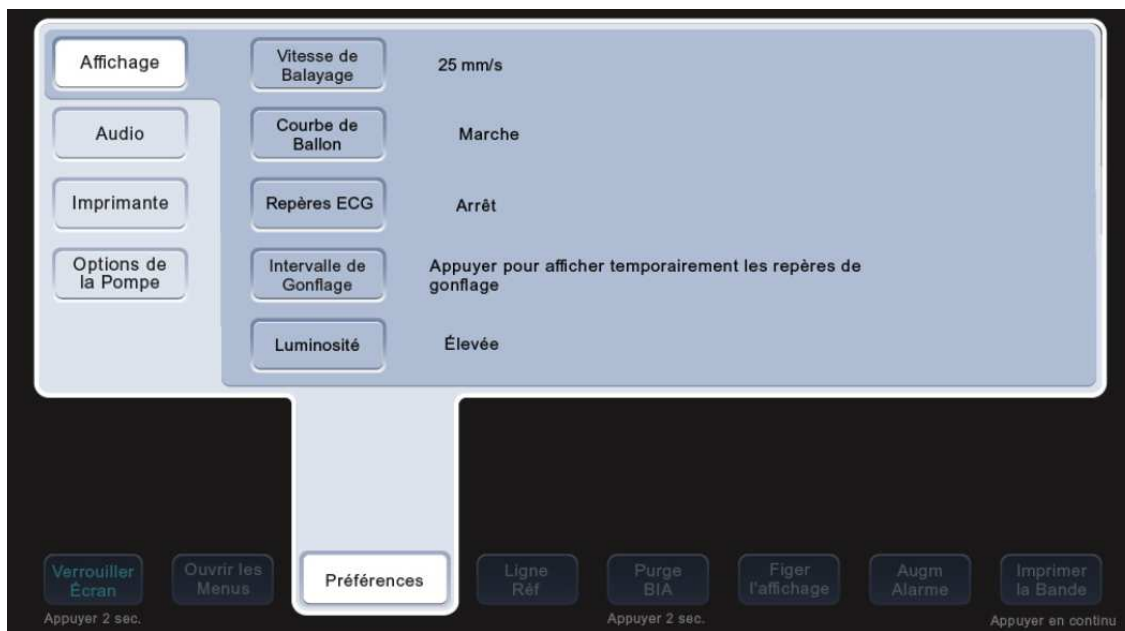 Affichage
Audio
Imprimante
Options de
la Pompe
Vitesse de
Balayage
25 mm/s
Courbe de
Ballon
Marche
Repères ECG
Arrêt
Intervalle de
Gonflage
Appuyer pour afficher temporairement les repères de
gonflage
Luminosité
Élevée
Verrouiller
Écran
Appuyer 2 sec.
Ouvrir les
Menus
Préférences
Ligne
Réf
Purge
BIA
Appuyer 2 sec.
Figer
l'affichage
Augm
Alarme
Imprimer
la Bande
Appuyer en continu